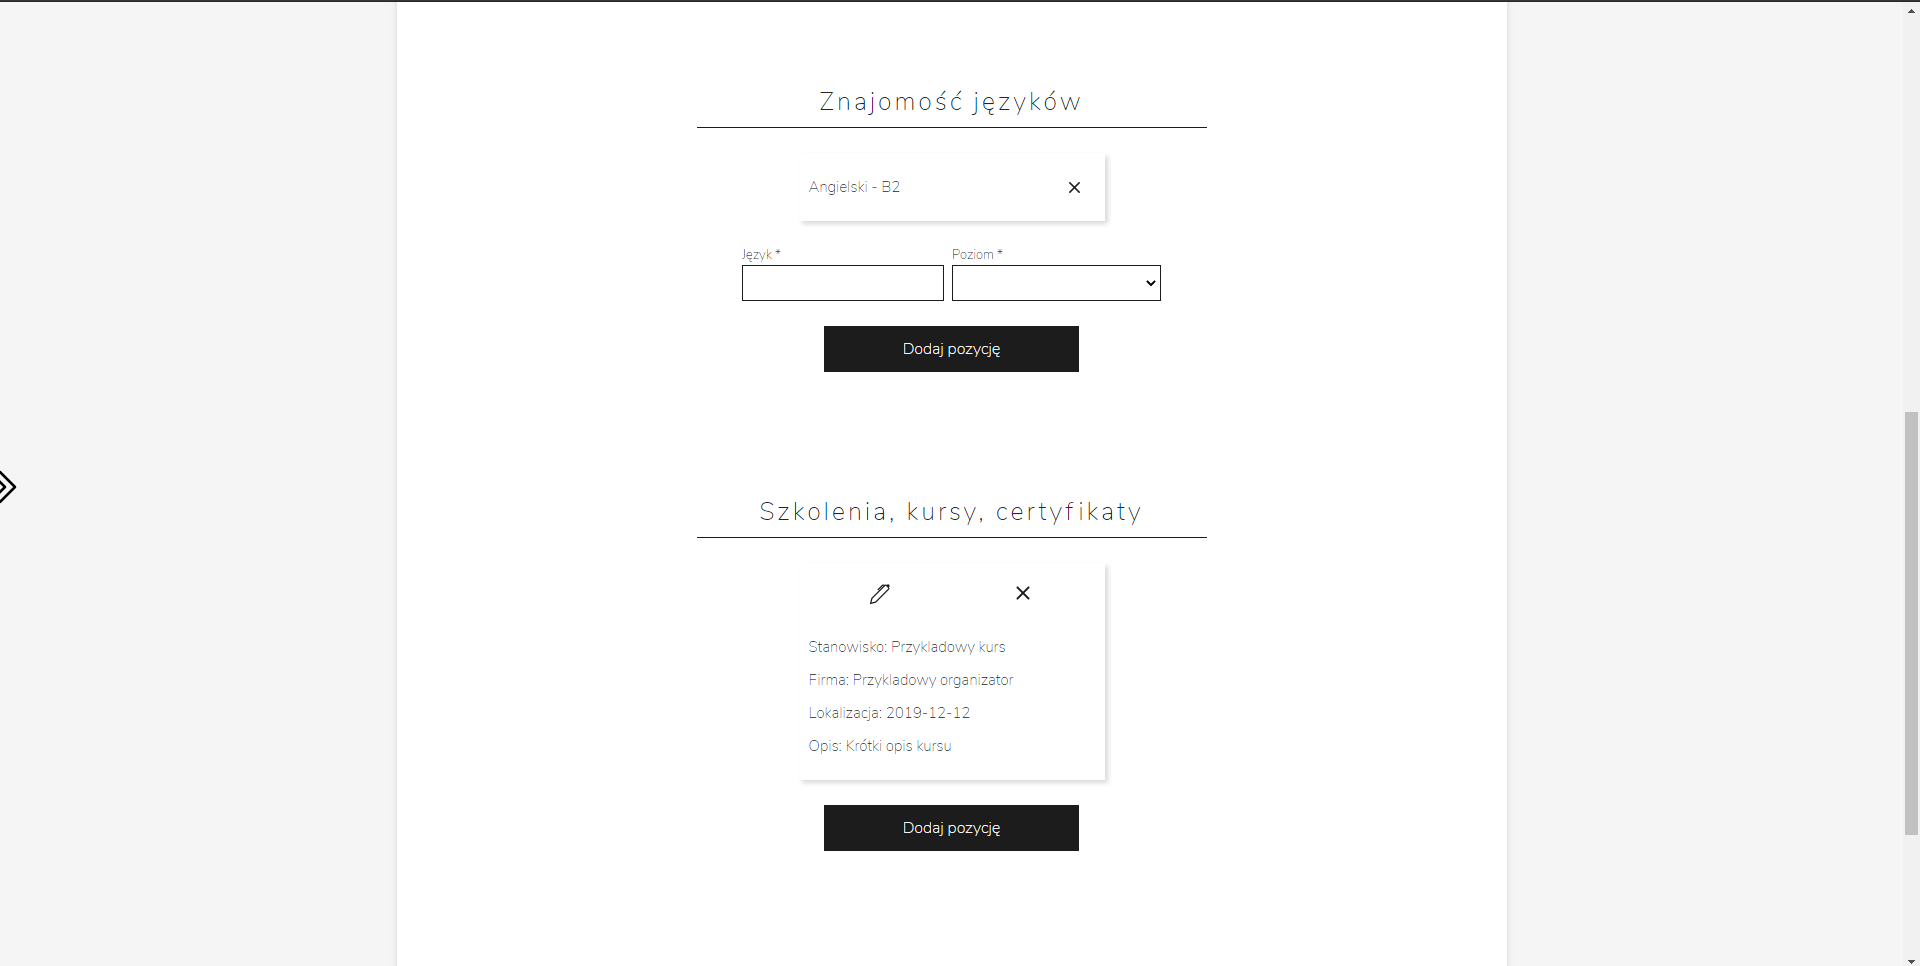 Znajomość języków
Angielski - B2
Język * Poziom *
Dodaj pozycję
Szkolenia, kursy, certyfikaty
Stanowisko: Przykladowy kurs
Firma: Przykladowy organizator
Lokalizacja: 2019-12-12
Opis: Krótki opis kursu
Dodaj pozycję